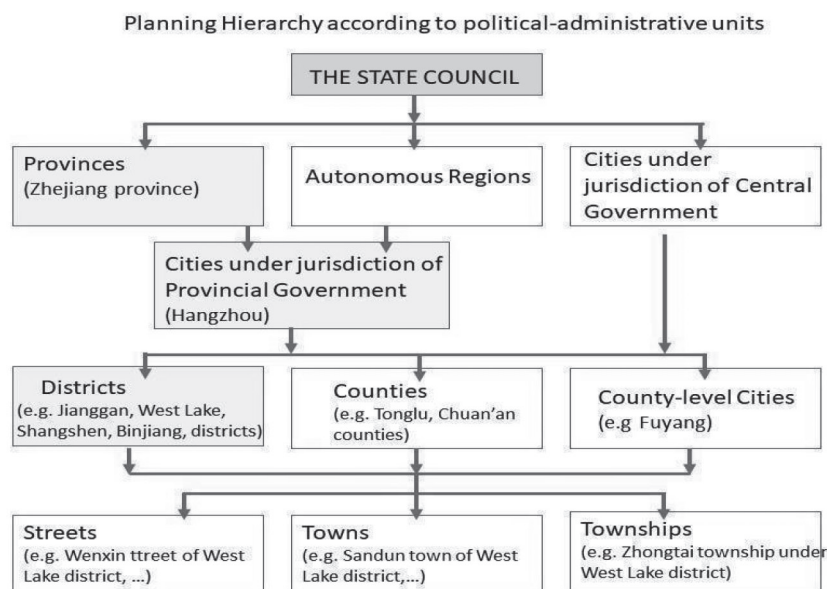 Planning Hierarchy according to political-administrative units
THE STATE COUNCIL
Provinces
(Zhejiang province)
Autonomous Regions
Cities under
jurisdiction of Central
Government
Cities under jurisdiction of
Provincial Government
(Hangzhou)
Districts
(e.g. Jianggan, West Lake,
Shangshen, Binjiang, districts)
Counties
(e.g. Tonglu, Chuan'an
counties)
County-level Cities
(e.g Fuyang)
Streets
(e.g. Wenxin ttreet of West
Lake district, ...)
Towns
(e.g. Sandun town of West
Lake district,...)
Townships
(e.g. Zhongtai township under
West Lake district)